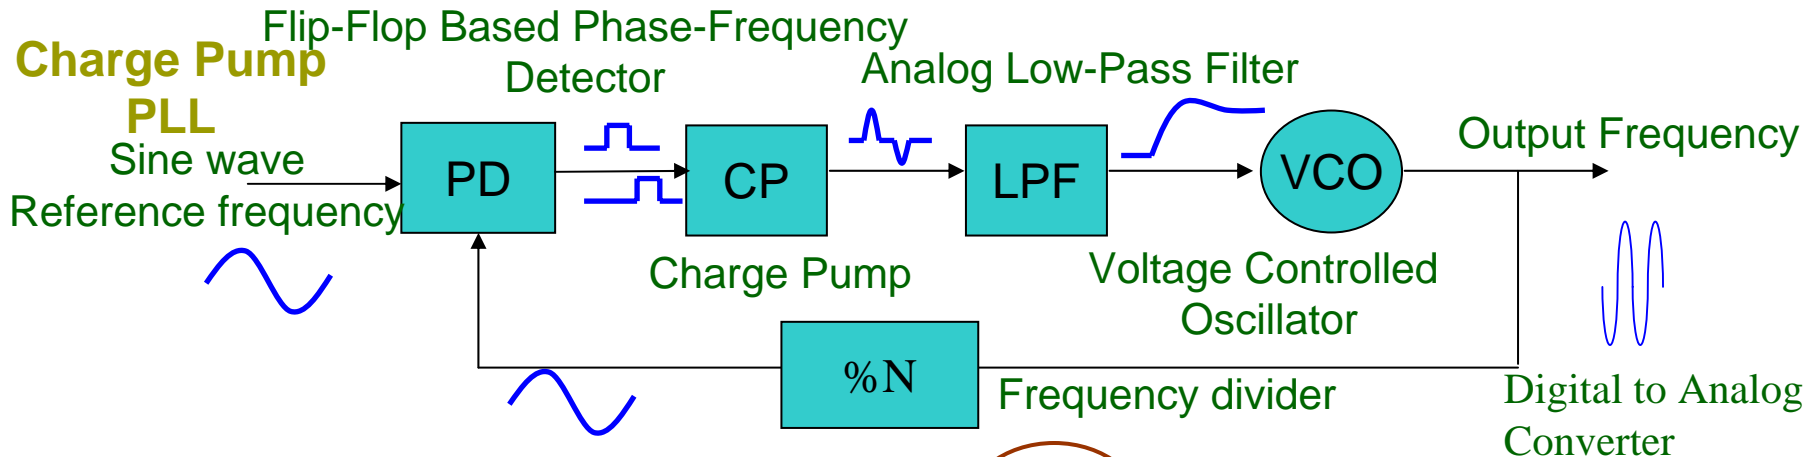 Flip-Flop Based Phase-Frequency
Detector
Charge Pump
PLL
Analog Low-Pass Filter
Sine wave
Reference frequency
PD
CP
LPF
VCO
Output Frequency
Charge Pump
Voltage Controlled
Oscillator
%N
Frequency divider
Digital to Analog
Converter